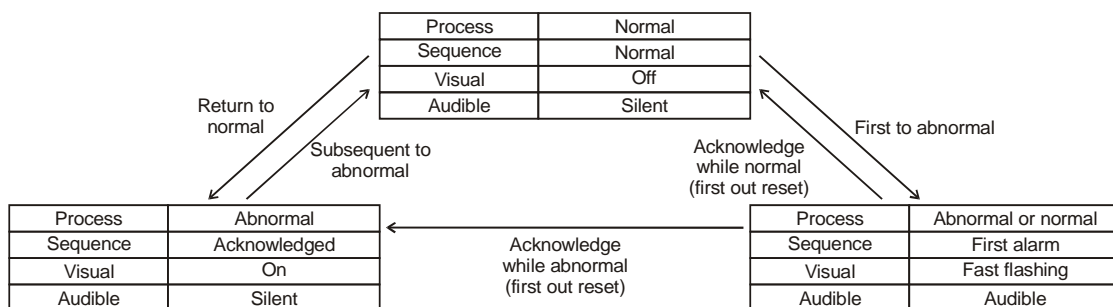 Process Normal
Sequence Normal
Visual Off
Audible Silent
Return to
normal
Subsequent to
abnormal
First to abnormal
Acknowledge
while normal
(first out reset)
Process Abnormal
Sequence Acknowledged
Visual On
Audible Silent
Acknowledge
while abnormal
(first out reset)
Process Abnormal or normal
Sequence First alarm
Visual Fast flashing
Audible Audible